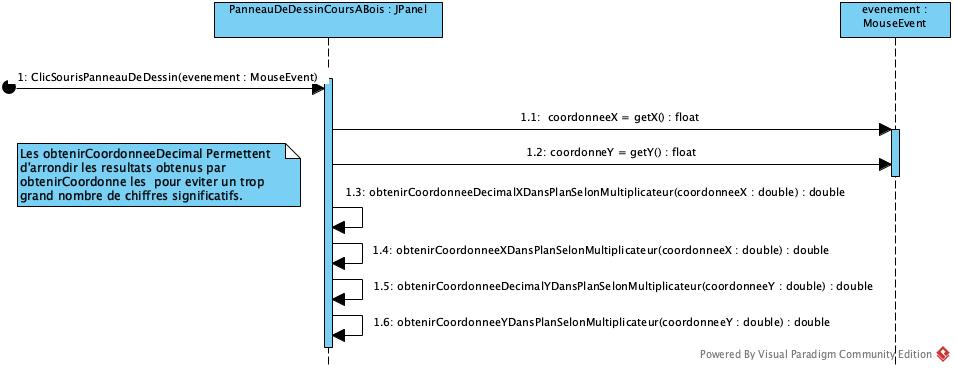 PanneauDeDessinCoursABois : JPanel
evenement :
MouseEvent
1: ClicSourisPanneauDeDessin(evenement : MouseEvent)
1.1:  coordonneeX = getX() : float
1.2: coordonneY = getY() : float
Les obtenirCoordonneeDecimal Permettent
d'arrondir les resultats obtenus par
obtenirCoordonne les  pour eviter un trop
grand nombre de chiffres significatifs.
1.3: obtenirCoordonneeDecimalXDansPlanSelonMultiplicateur(coordonneeX : double) : double
1.4: obtenirCoordonneeXDansPlanSelonMultiplicateur(coordonneeX : double) : double
1.5: obtenirCoordonneeDecimalYDansPlanSelonMultiplicateur(coordonneeY : double) : double
1.6: obtenirCoordonneeYDansPlanSelonMultiplicateur(coordonneeY : double) : double
Powered By Visual Paradigm Community Edition